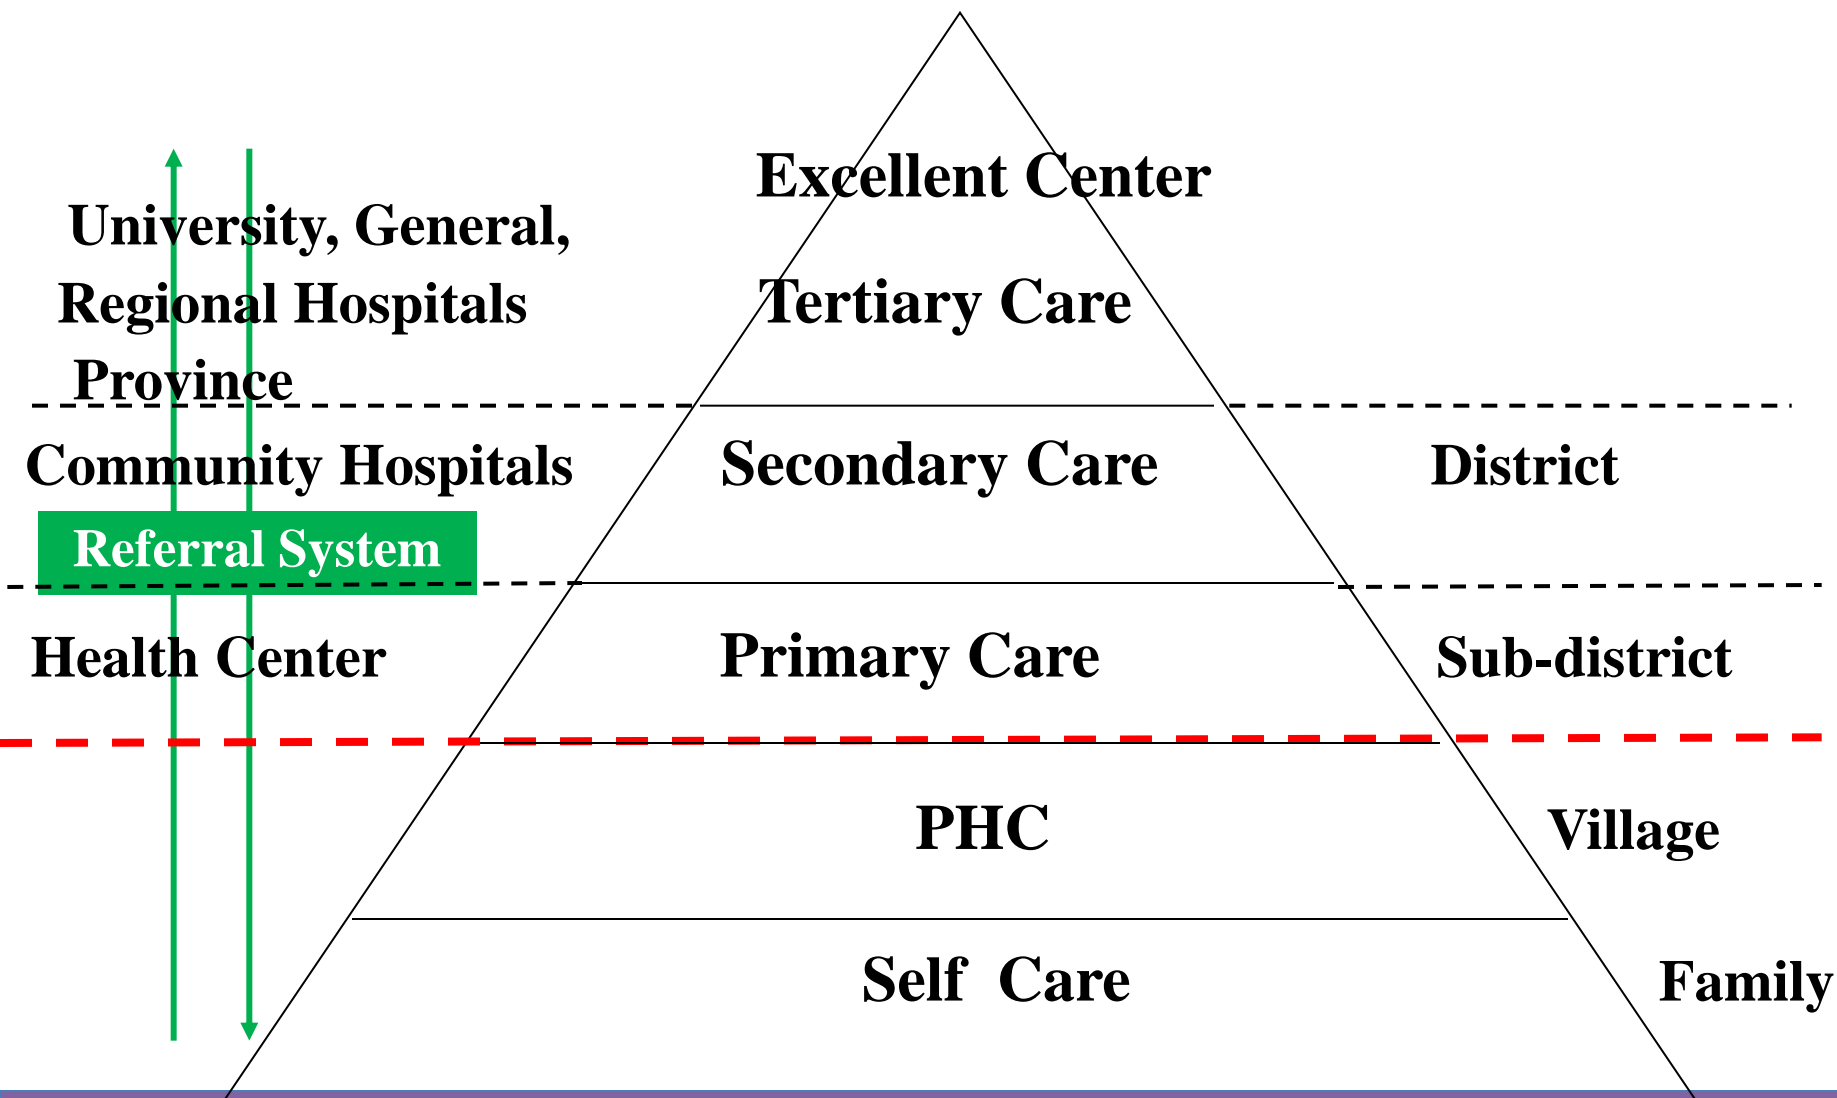 Excellent Center
University, General,
Regional Hospitals
Tertiary Care
Province
Community Hospitals
Secondary Care
District
Referral System
Health Center
Primary Care
Sub-district
PHC
Village
Self Care
Family